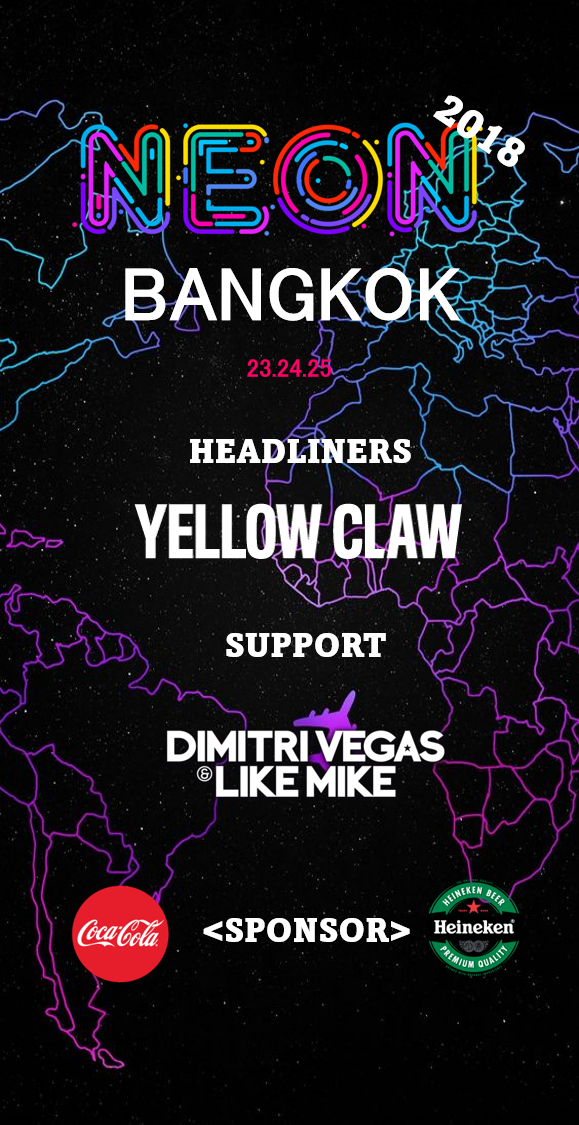 2018
NEON
BANGKOK
23.24.25
HEADLINERS
YELLOW CLAW
SUPPORT
DIMITRI VEGAS
& LIKE MIKE
Coca-Cola
<SPONSOR>
HEINEKEN BEER
Heineken®
PREMIUM QUALITY